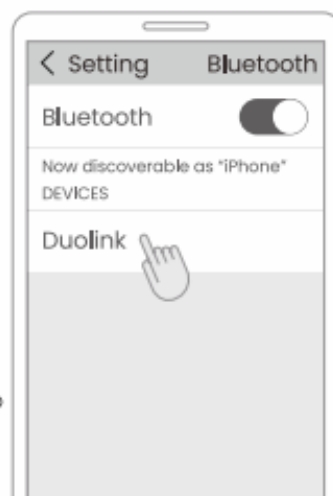 Setting Bluetooth
Bluetooth
Now discoverable as "iPhone"
DEVICES
Duolink